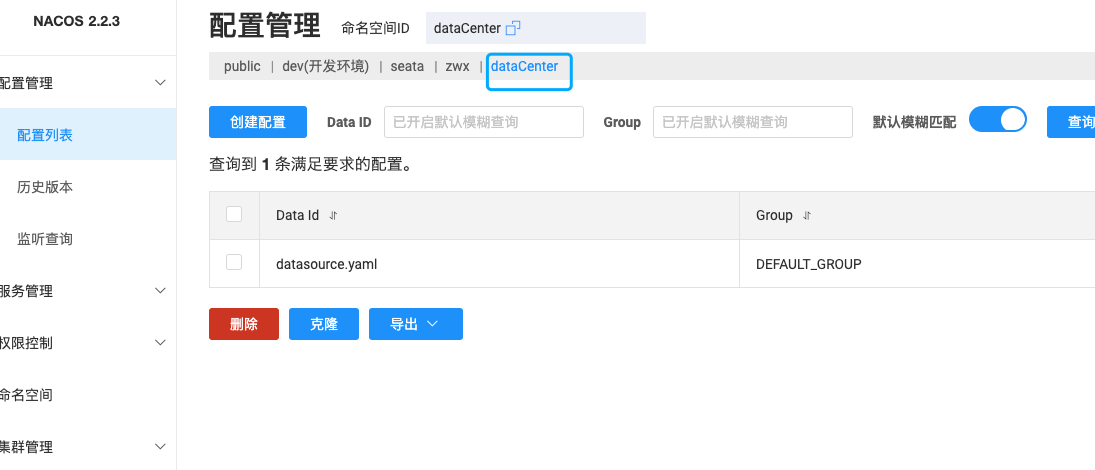 NACOS 2.2.3
配置管理
配置列表
历史版本
监听查询
服务管理
权限控制
命名空间
集群管理
配置管理 命名空间ID dataCenter
public | dev(开发环境) | seata | zwx | dataCenter
创建配置 Data ID 已开启默认模糊查询 Group 已开启默认模糊查询 默认模糊匹配 查询
查询到 1 条满足要求的配置。
Data Id Group
datasource.yaml DEFAULT_GROUP
删除 克隆 导出